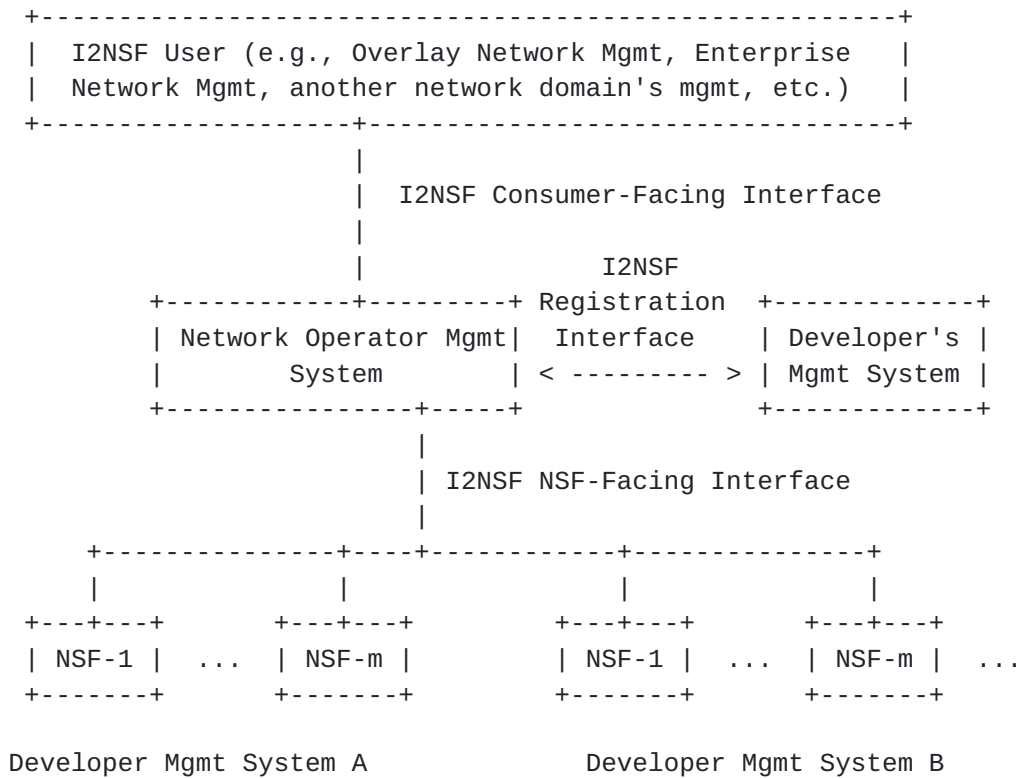 I2NSF User (e.g., Overlay Network Mgmt, Enterprise
Network Mgmt, another network domain's mgmt, etc.)
I2NSF Consumer-Facing Interface
I2NSF
Registration
Interface
Network Operator Mgmt
System
Developer's
Mgmt System
I2NSF NSF-Facing Interface
NSF-1 ... NSF-m NSF-1 ... NSF-m ...
Developer Mgmt System A Developer Mgmt System B